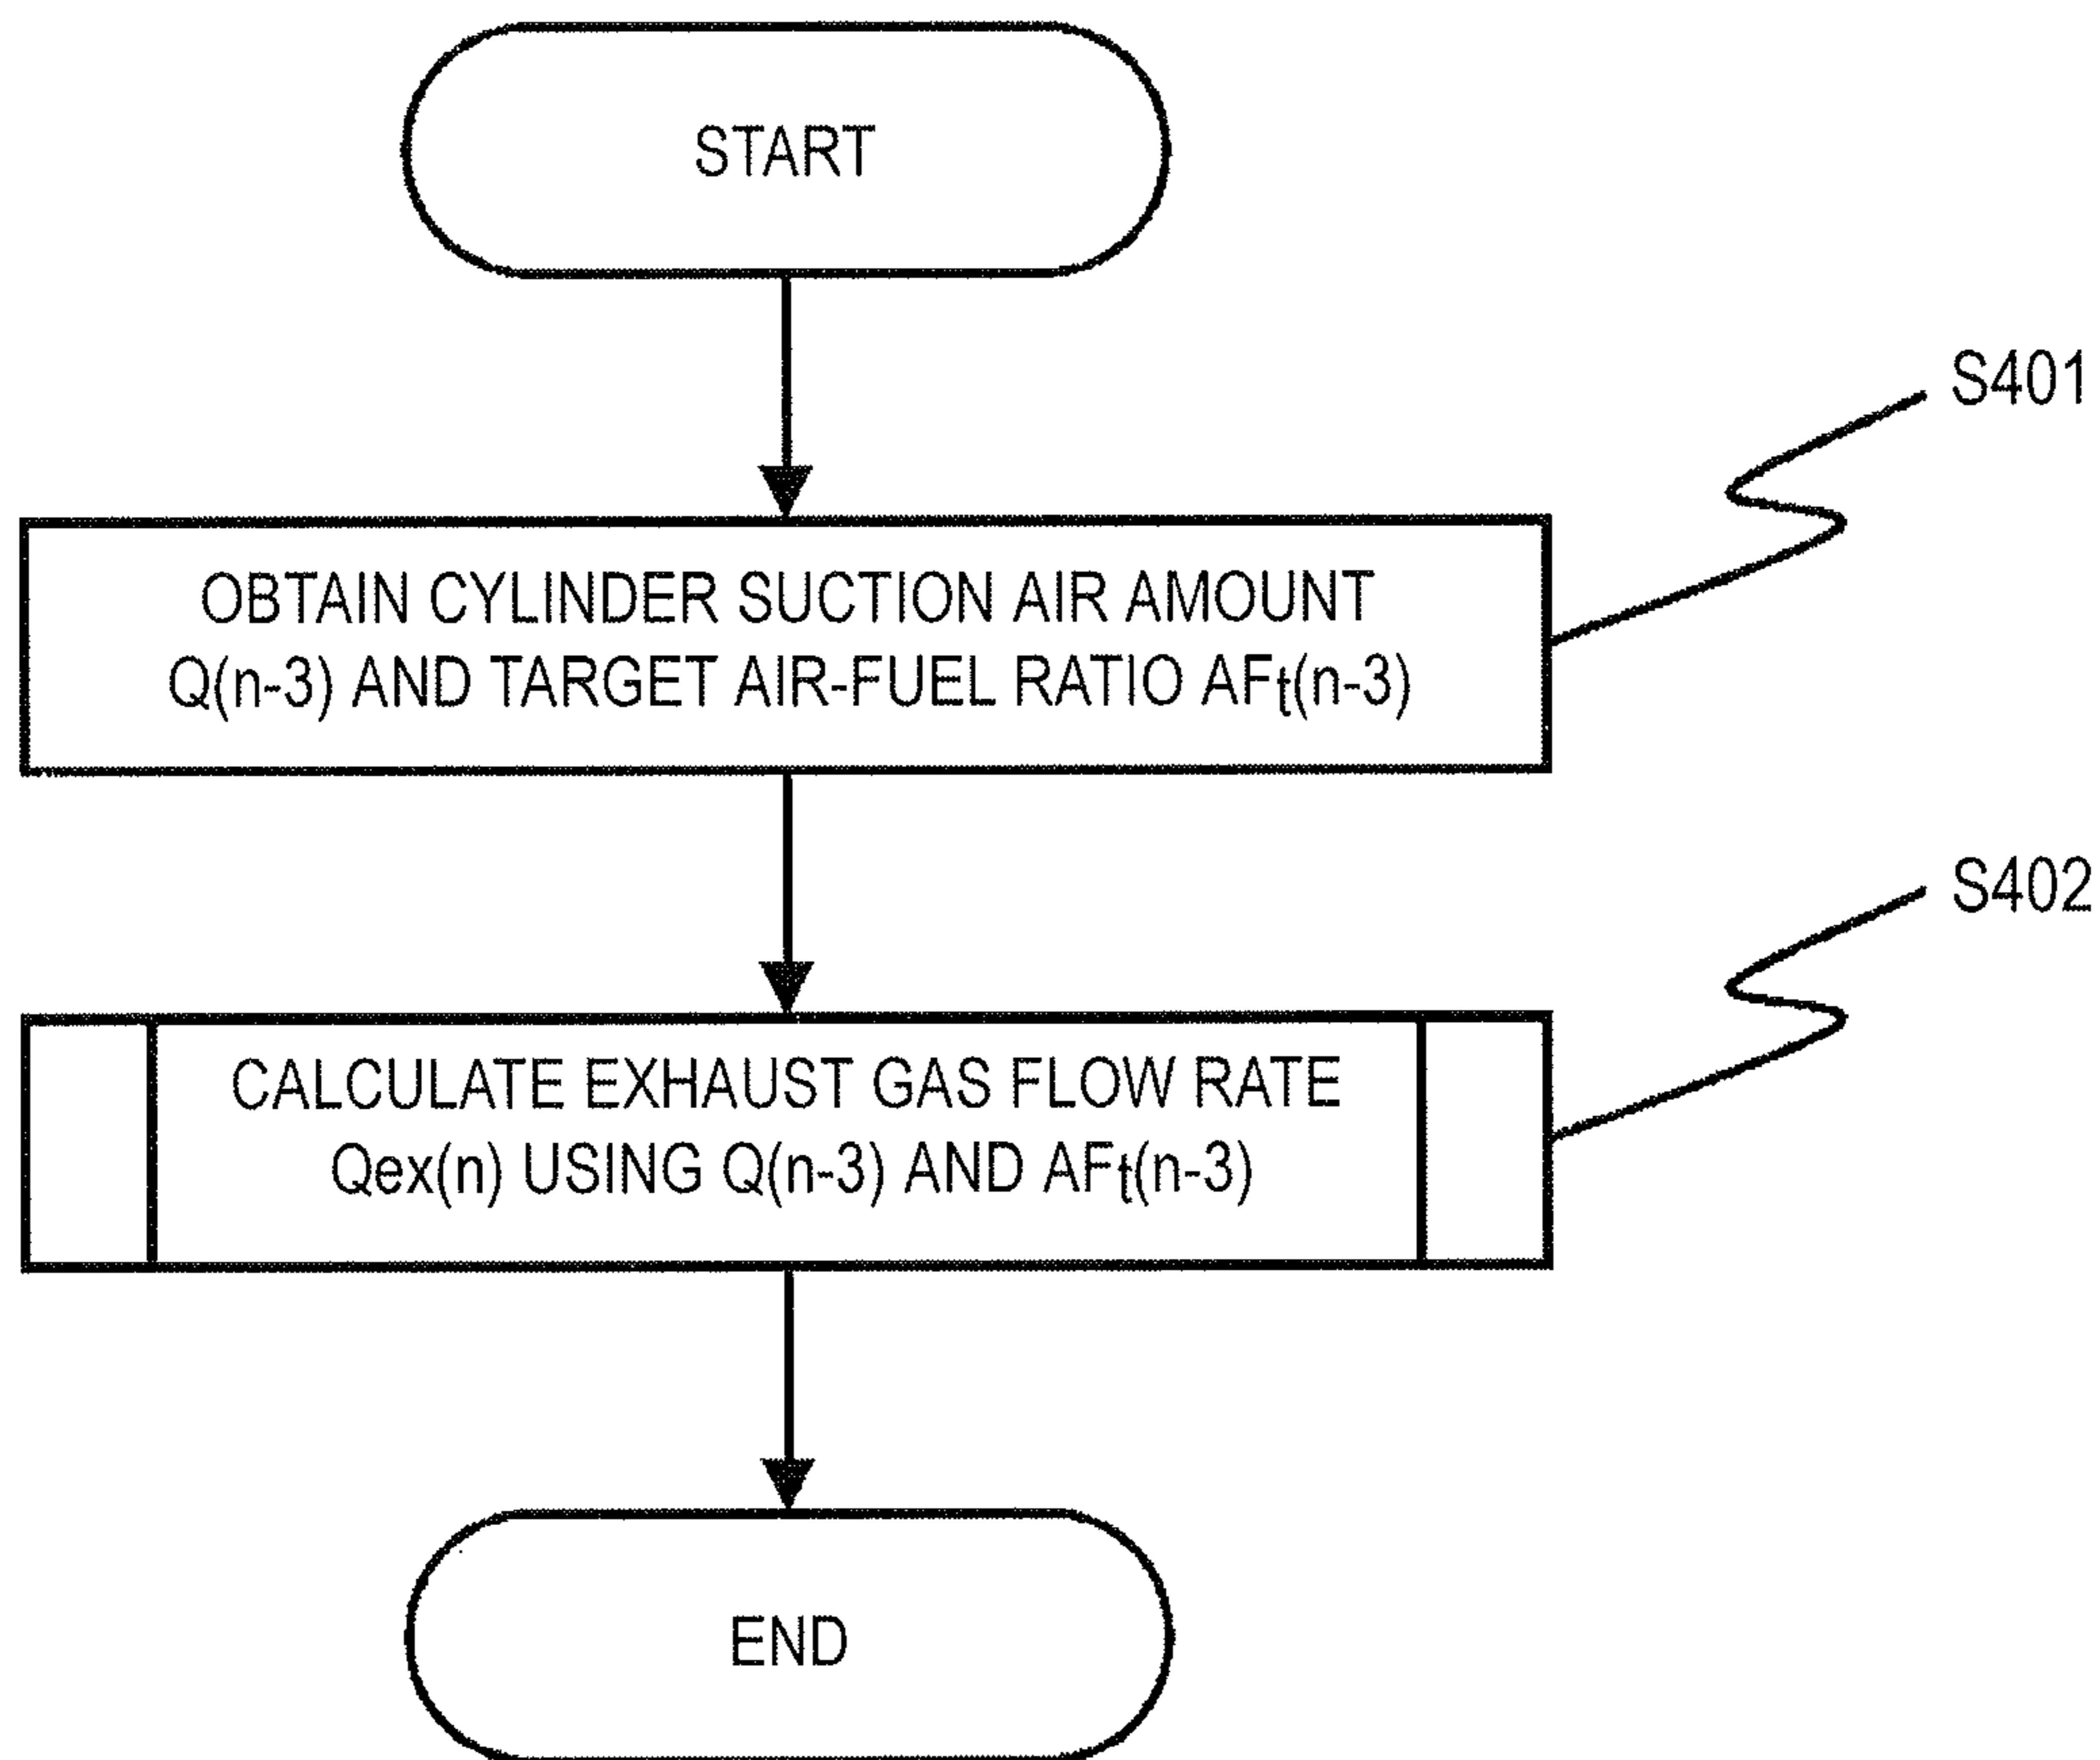 START
S401
OBTAIN CYLINDER SUCTION AIR AMOUNT
Q(n-3) AND TARGET AIR-FUEL RATIO AFt(n-3)
S402
CALCULATE EXHAUST GAS FLOW RATE
Qex(n) USING Q(n-3) AND AFt(n-3)
END